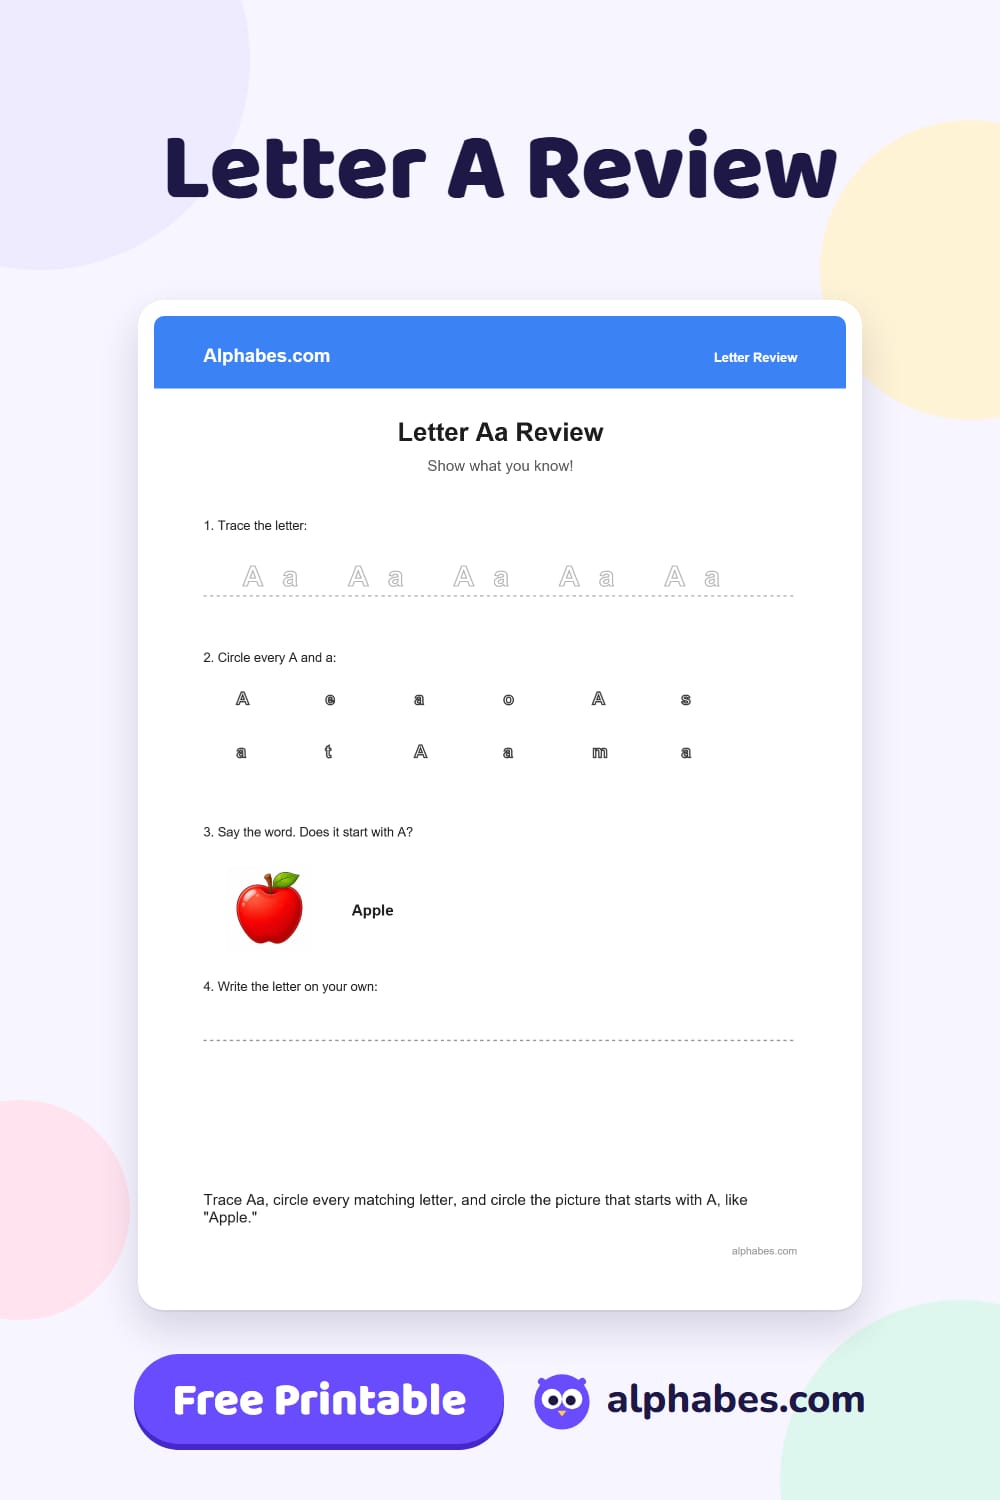 Letter A Review
Alphabes.com
Letter Review
Letter Aa Review
Show what you know!
1. Trace the letter:
A a A a A a A a A a
2. Circle every A and a:
A e a o A s
a t A a m a
3. Say the word. Does it start with A?
Apple
4. Write the letter on your own:
Trace Aa, circle every matching letter, and circle the picture that starts with A, like
"Apple."
alphabes.com
Free Printable
alphabes.com